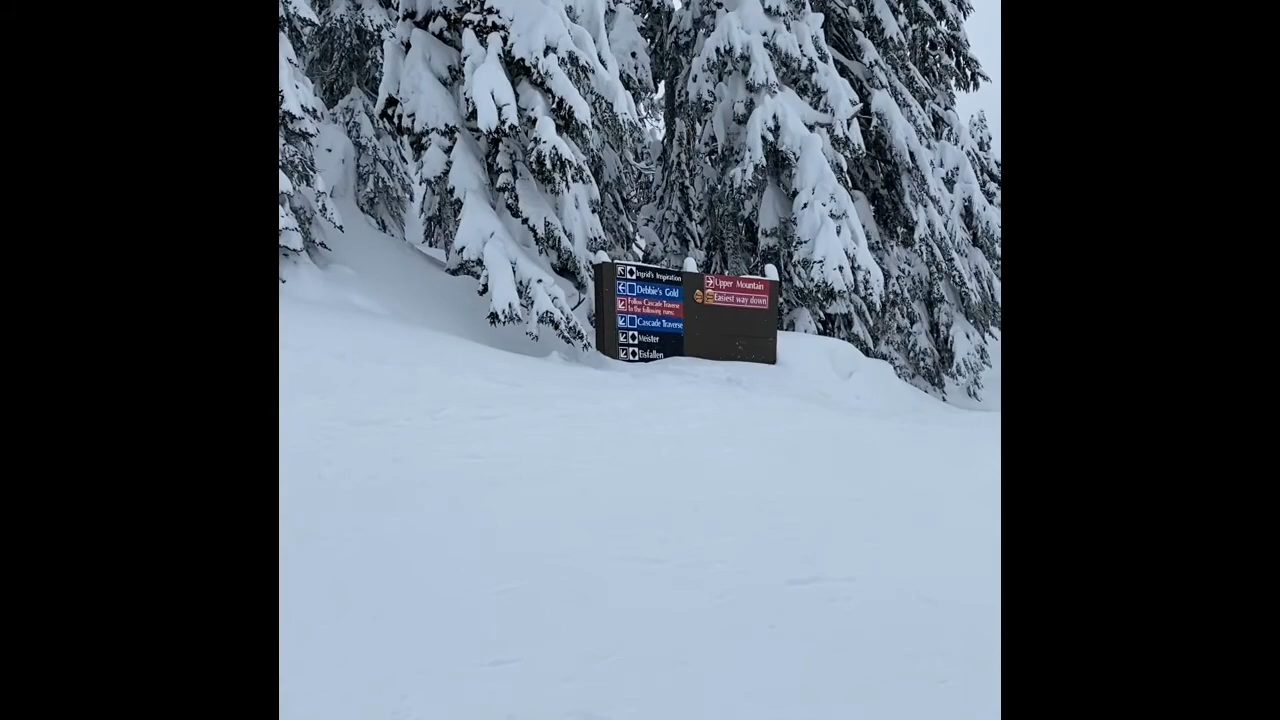 Ingrid's Inspiration
Debbie's Gold
Follow Cascade Traverse
to the following runs:
Cascade Traverse
Meister
Eisfallen
Upper Mountain
Easiest way down